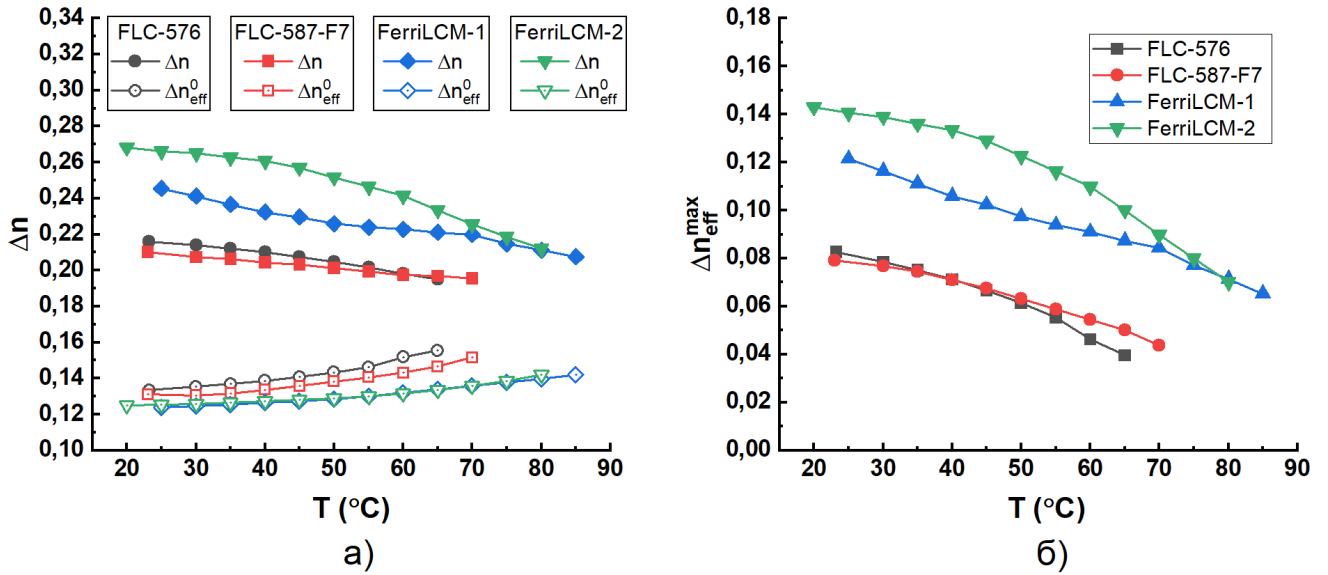 0,34
0,32
0,30
0,28
0,26
0,24
0,22
0,20
0,18
0,16
0,14
0,12
0,10
Δn
FLC-576
Δn
Δn⁰eff
FLC-587-F7
Δn
Δn⁰eff
FerriLCM-1
Δn
Δn⁰eff
FerriLCM-2
Δn
Δn⁰eff
20 30 40 50 60 70 80 90
T (°C)
а)
0,18
0,16
0,14
0,12
0,10
0,08
0,06
0,04
0,02
0,00
Δn max eff
FLC-576
FLC-587-F7
FerriLCM-1
FerriLCM-2
20 30 40 50 60 70 80 90
T (°C)
б)